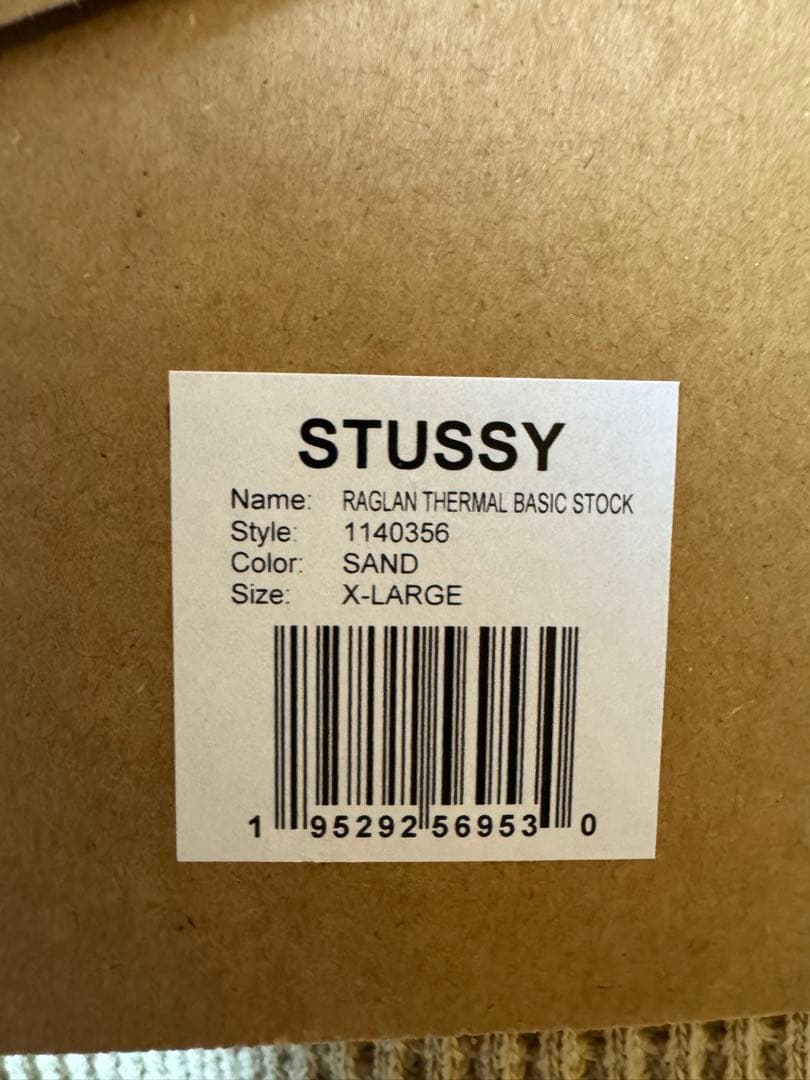 STUSSY
Name: RAGLAN THERMAL BASIC STOCK
Style: 1140356
Color: SAND
Size: X-LARGE
1 95292 56953 0